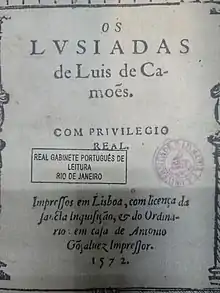 OS
LVSIADAS
de Luis de Ca-
moẽs.
COM PRIVILEGIO
REAL.
REAL GABINETE PORTUGUÊS DE
LEITURA
RIO DE JANEIRO
Impressos em Lisboa, com licença da
sancta Inquisição, & do Ordina-
rio: em casa de Antonio
Gõçaluez Impressor.
1572.